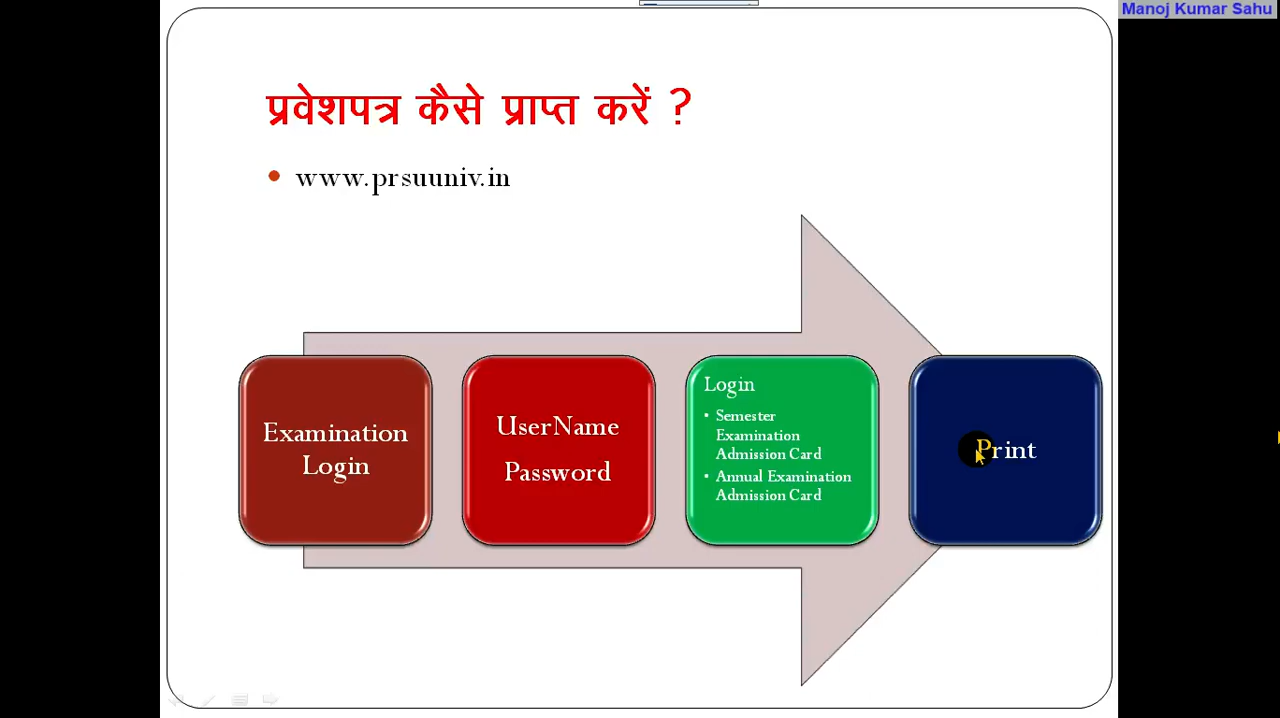 Manoj Kumar Sahu
प्रवेशपत्र कैसे प्राप्त करें ?
• www.prsuuniv.in
Examination
Login
UserName
Password
Login
• Semester
Examination
Admission Card
• Annual Examination
Admission Card
Print